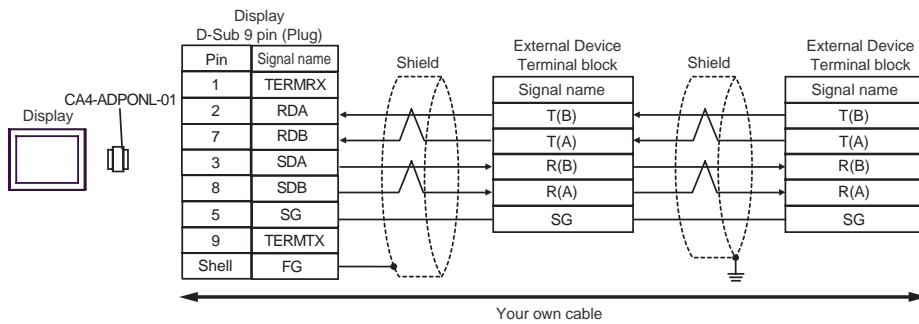 Display
D-Sub 9 pin (Plug)
External Device
Terminal block
External Device
Terminal block
Shield
Shield
CA4-ADPONL-01
Display
Pin Signal name
1 TERMRX
2 RDA
7 RDB
3 SDA
8 SDB
5 SG
9 TERMTX
Shell FG
Signal name
T(B)
T(A)
R(B)
R(A)
SG
Signal name
T(B)
T(A)
R(B)
R(A)
SG
Your own cable